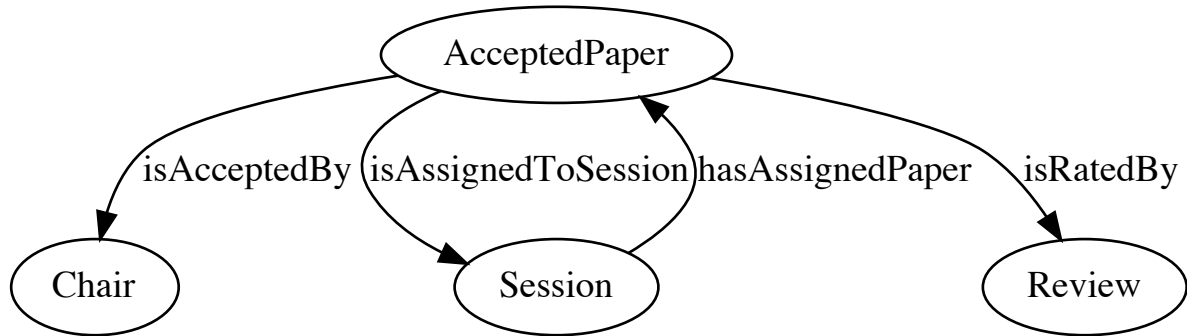 AcceptedPaper
isAcceptedBy isAssignedToSession hasAssignedPaper isRatedBy
Chair Session Review